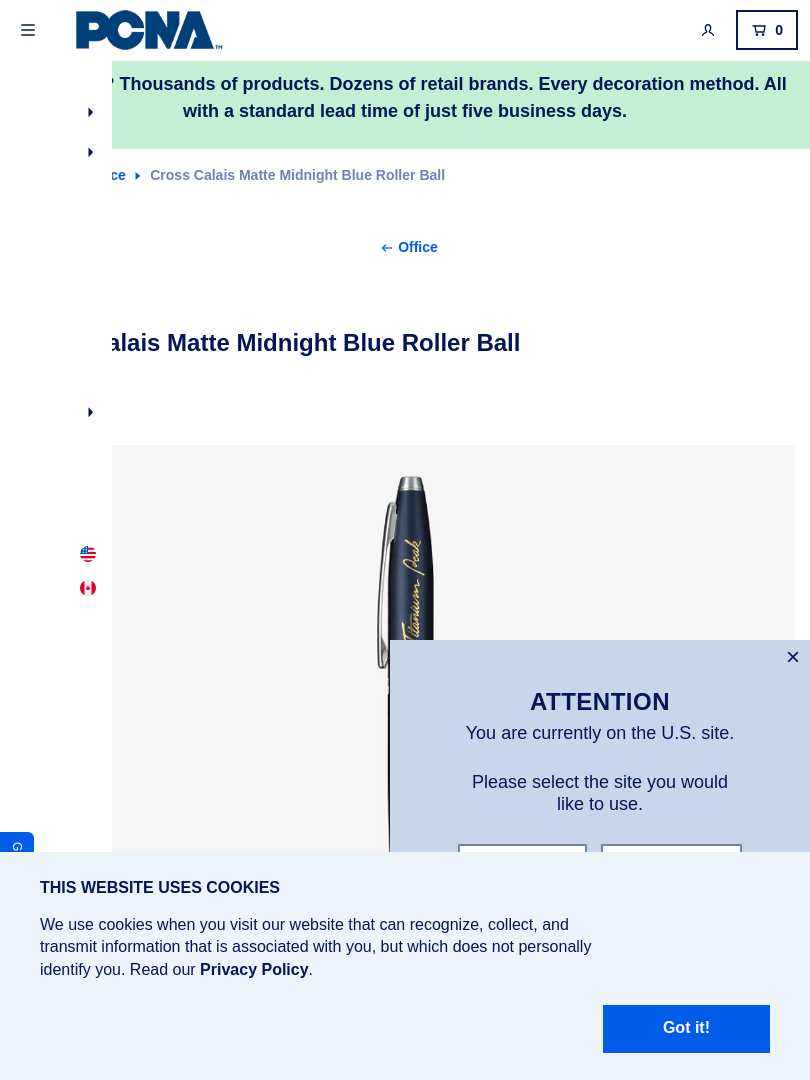 PCNA™
0
? Thousands of products. Dozens of retail brands. Every decoration method. All
with a standard lead time of just five business days.
Cross Calais Matte Midnight Blue Roller Ball
Office
Calais Matte Midnight Blue Roller Ball
Titanium Peak
ATTENTION
You are currently on the U.S. site.
Please select the site you would
like to use.
G
THIS WEBSITE USES COOKIES
We use cookies when you visit our website that can recognize, collect, and
transmit information that is associated with you, but which does not personally
identify you. Read our Privacy Policy.
Got it!